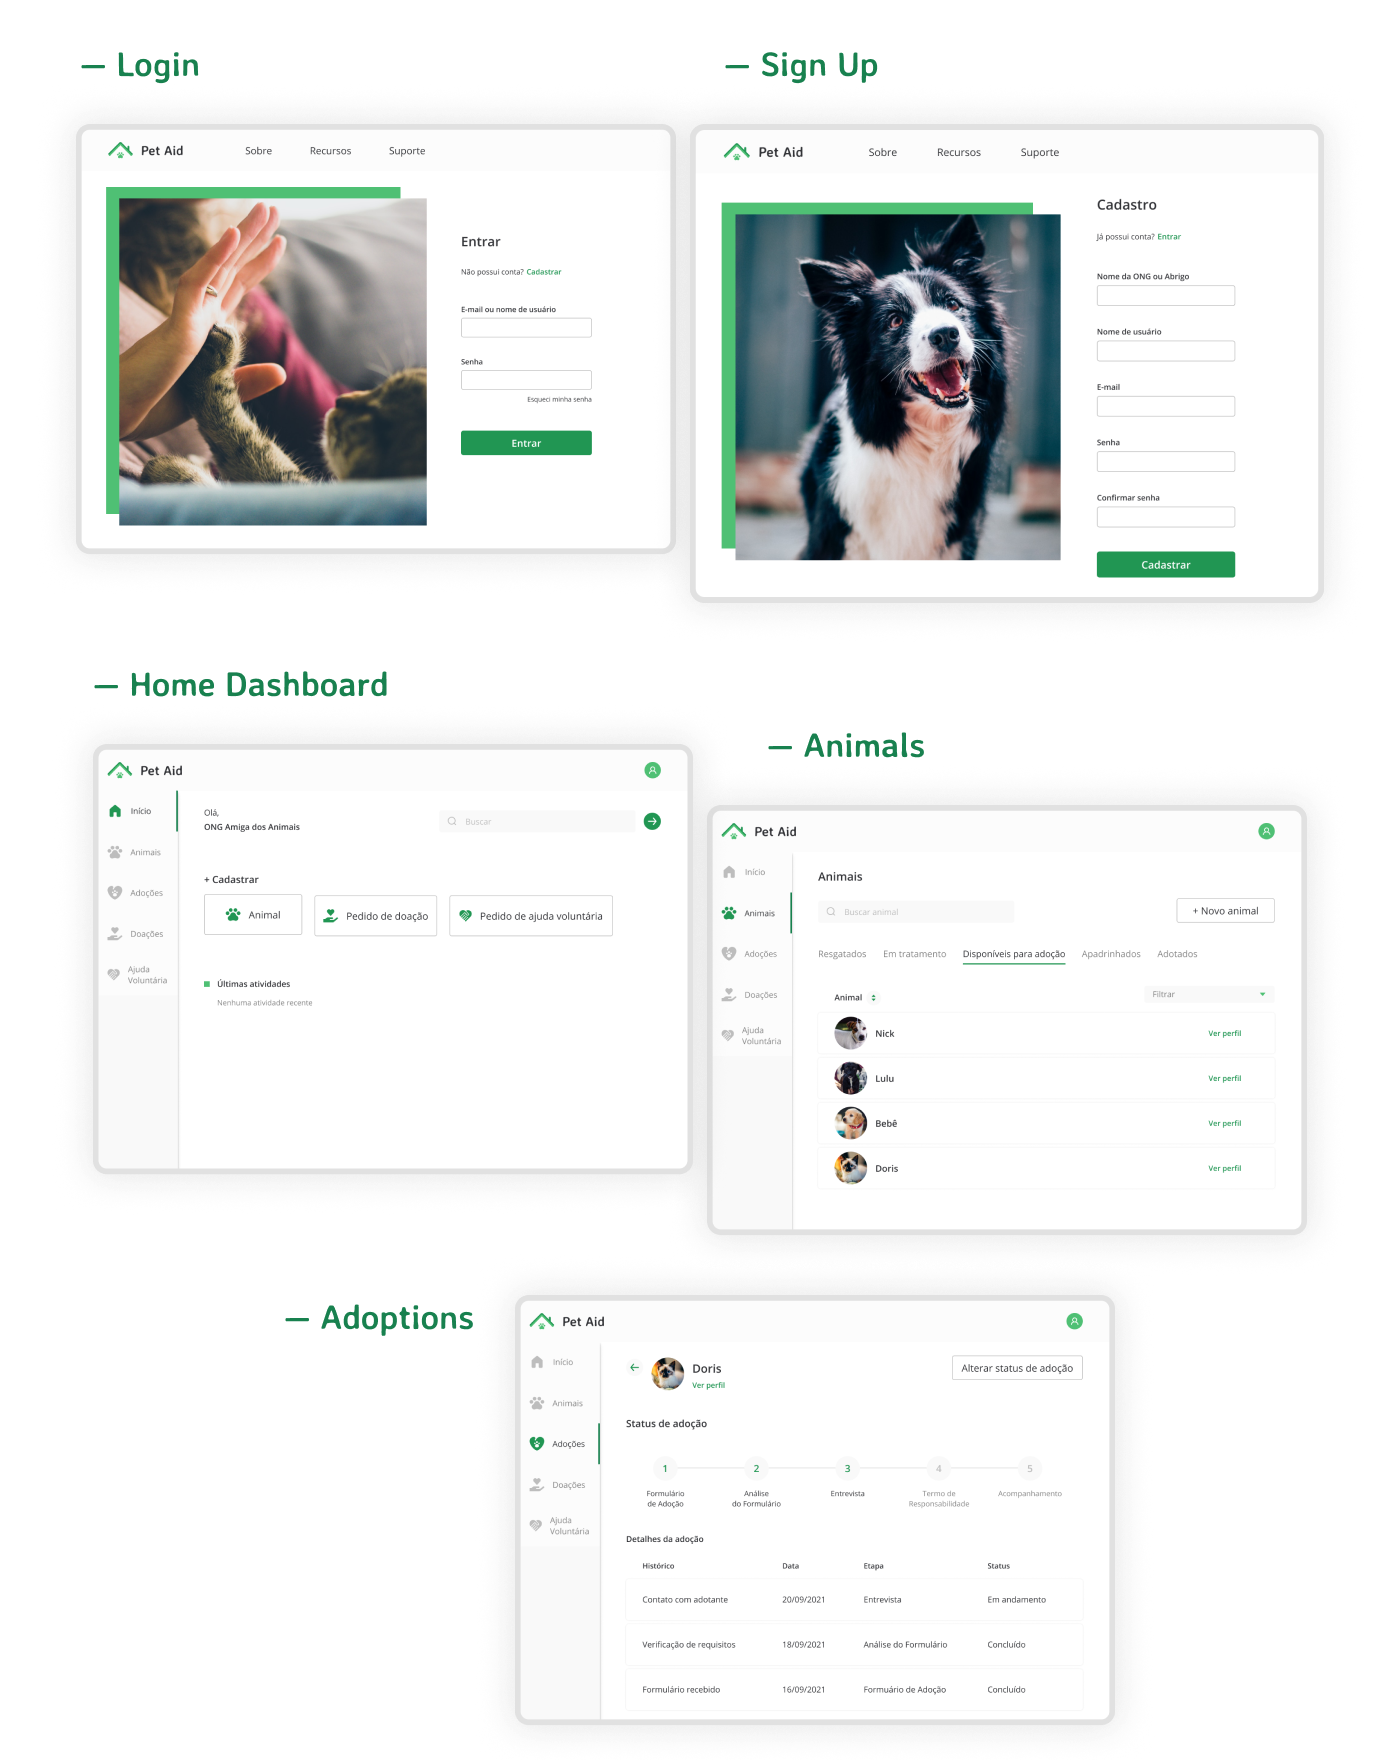 — Login
Pet Aid
Sobre
Recursos
Suporte
Entrar
Não possui conta? Cadastrar
E-mail ou nome de usuário
Senha
Esqueci minha senha
Entrar
— Sign Up
Pet Aid
Sobre
Recursos
Suporte
Cadastro
Já possui conta? Entrar
Nome da ONG ou Abrigo
Nome de usuário
E-mail
Senha
Confirmar senha
Cadastrar
— Home Dashboard
Pet Aid
Início
Animais
Adoções
Doações
Ajuda
Voluntária
Olá,
ONG Amiga dos Animais
Buscar
+ Cadastrar
Animal
Pedido de doação
Pedido de ajuda voluntária
Últimas atividades
Nenhuma atividade recente
— Animals
Pet Aid
Início
Animais
Adoções
Doações
Ajuda
Voluntária
Animais
Buscar animal
+ Novo animal
Resgatados
Em tratamento
Disponíveis para adoção
Apadrinhados
Adotados
Animal
Filtrar
Nick
Ver perfil
Lulu
Ver perfil
Bebê
Ver perfil
Doris
Ver perfil
— Adoptions
Pet Aid
Início
Animais
Adoções
Doações
Ajuda
Voluntária
Doris
Ver perfil
Alterar status de adoção
Status de adoção
1
2
3
4
5
Formulário
de Adoção
Análise
do Formulário
Entrevista
Termo de
Responsabilidade
Acompanhamento
Detalhes da adoção
Histórico
Data
Etapa
Status
Contato com adotante
20/09/2021
Entrevista
Em andamento
Verificação de requisitos
18/09/2021
Análise do Formulário
Concluído
Formulário recebido
16/09/2021
Formuário de Adoção
Concluído